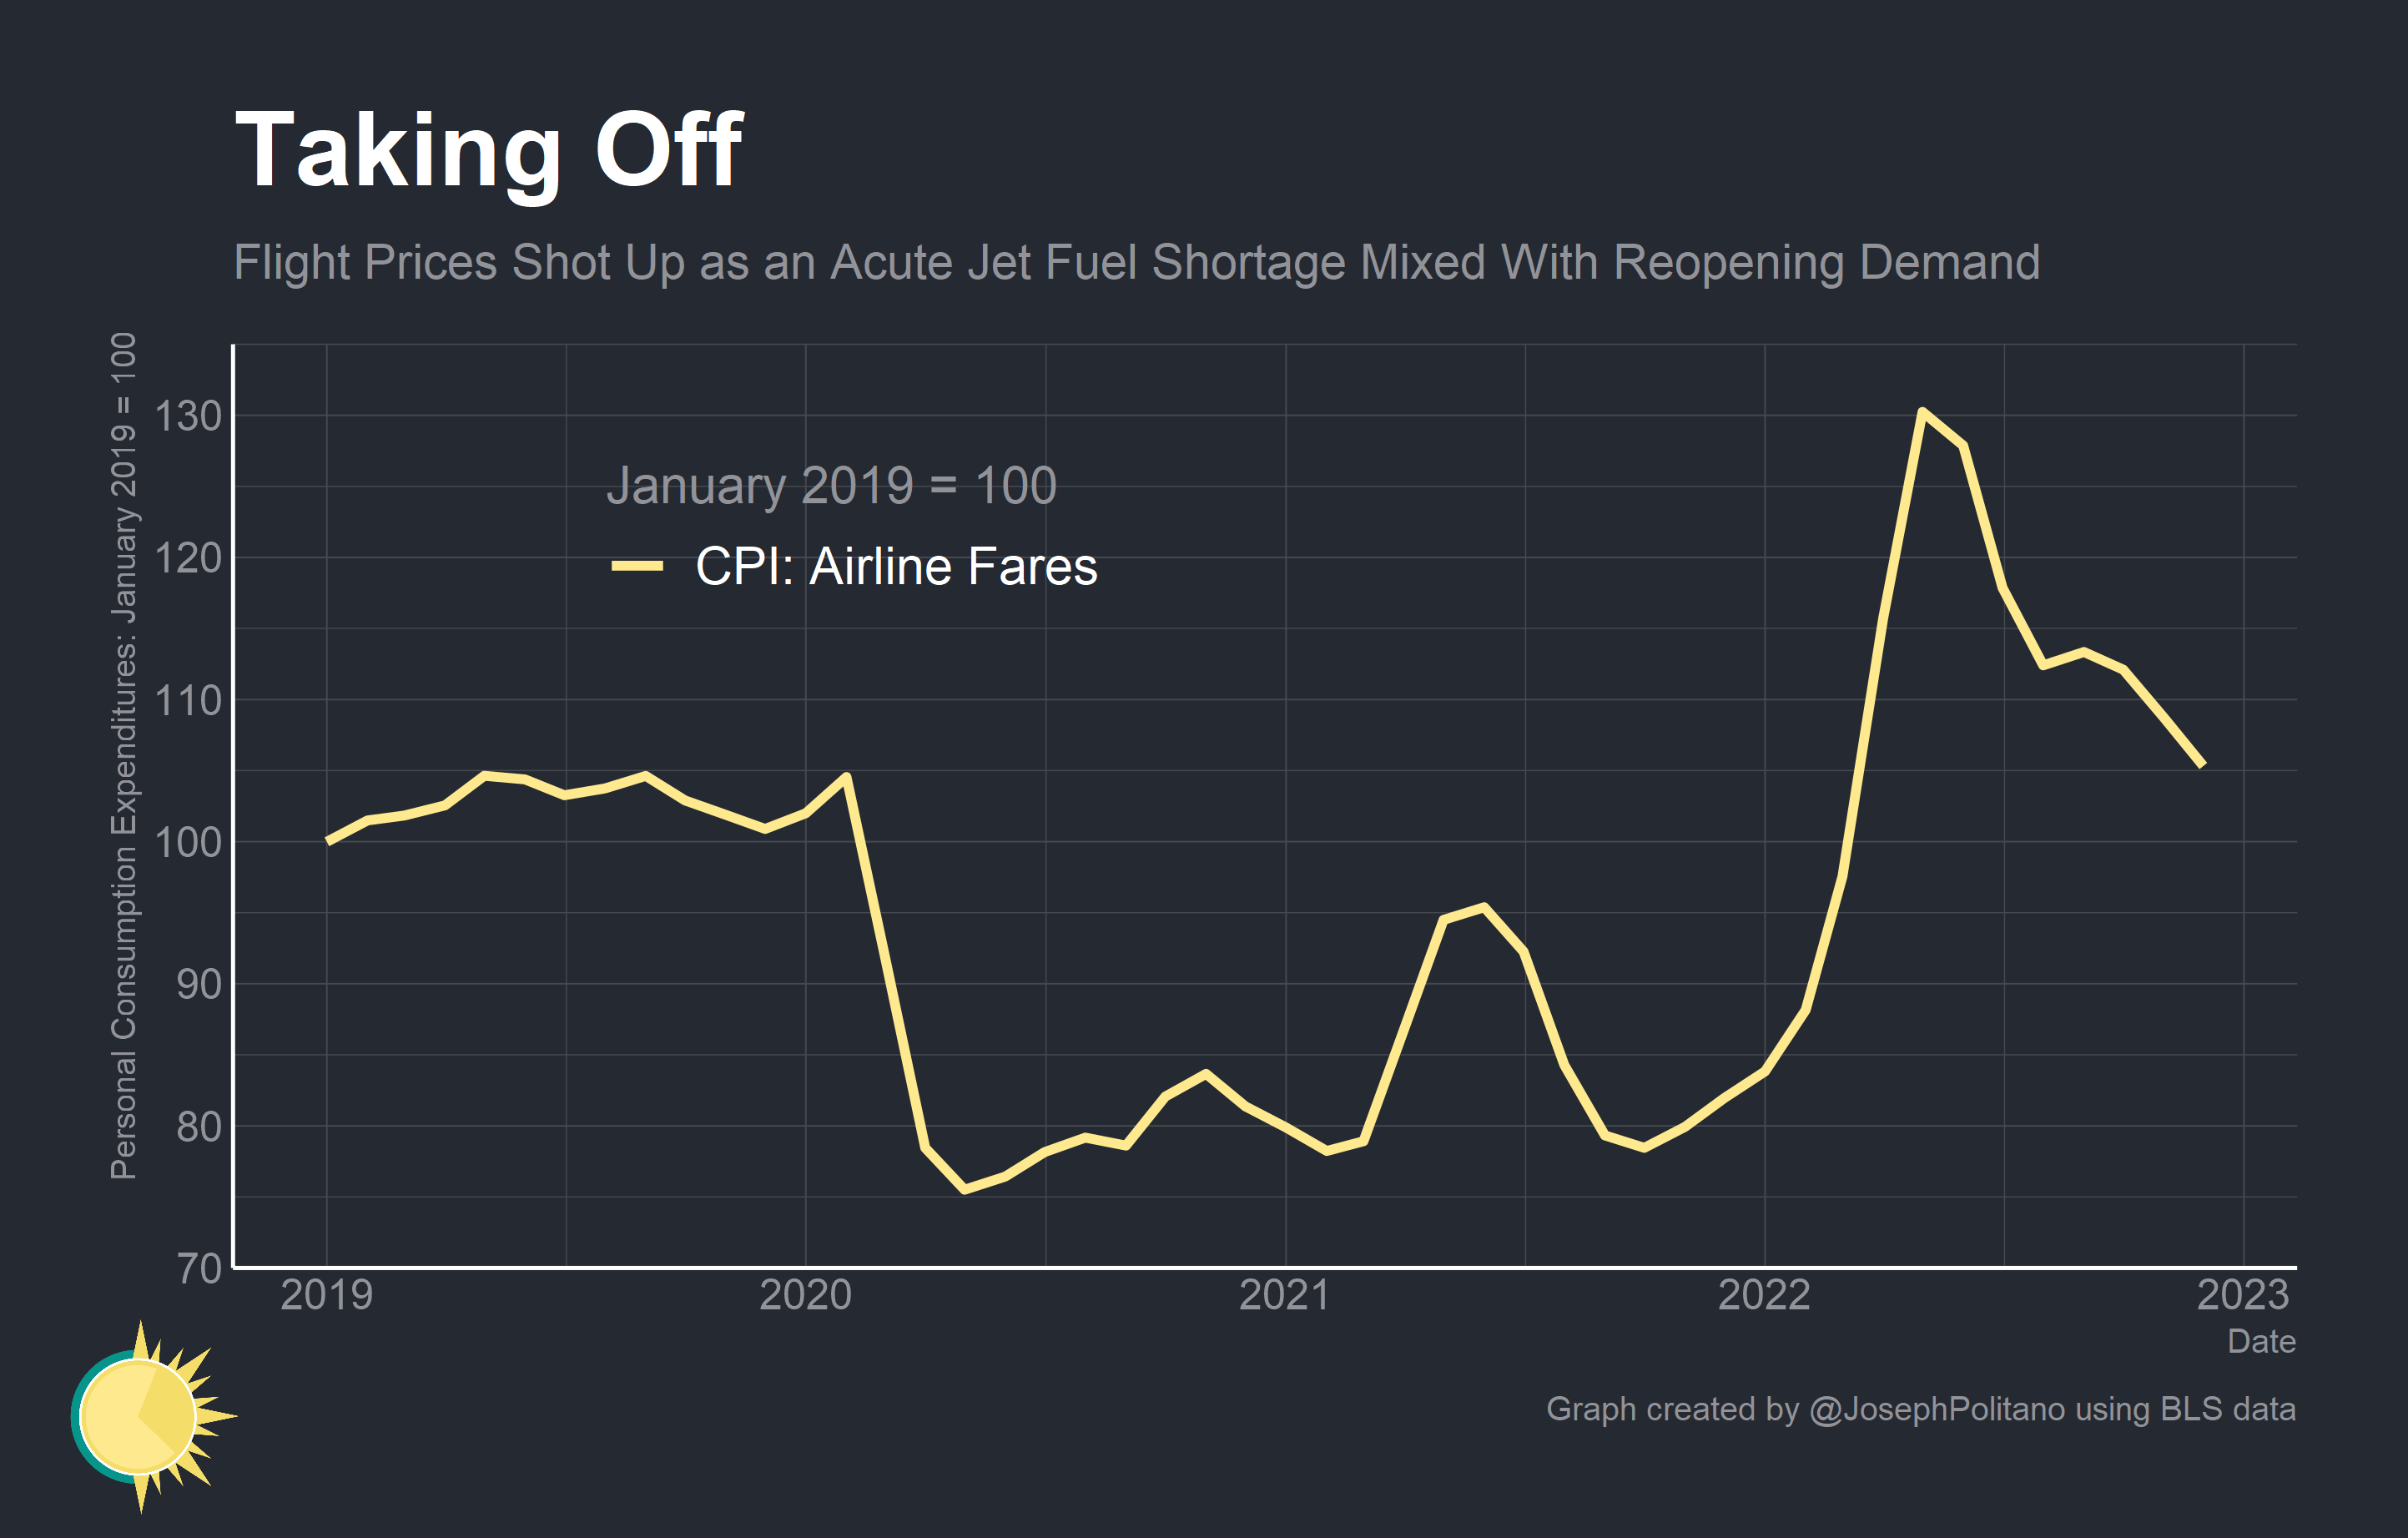 Taking Off
Flight Prices Shot Up as an Acute Jet Fuel Shortage Mixed With Reopening Demand
Personal Consumption Expenditures: January 2019 = 100
130
120
110
100
90
80
70
January 2019 = 100
CPI: Airline Fares
2019
2020
2021
2022
2023
Date
Graph created by @JosephPolitano using BLS data